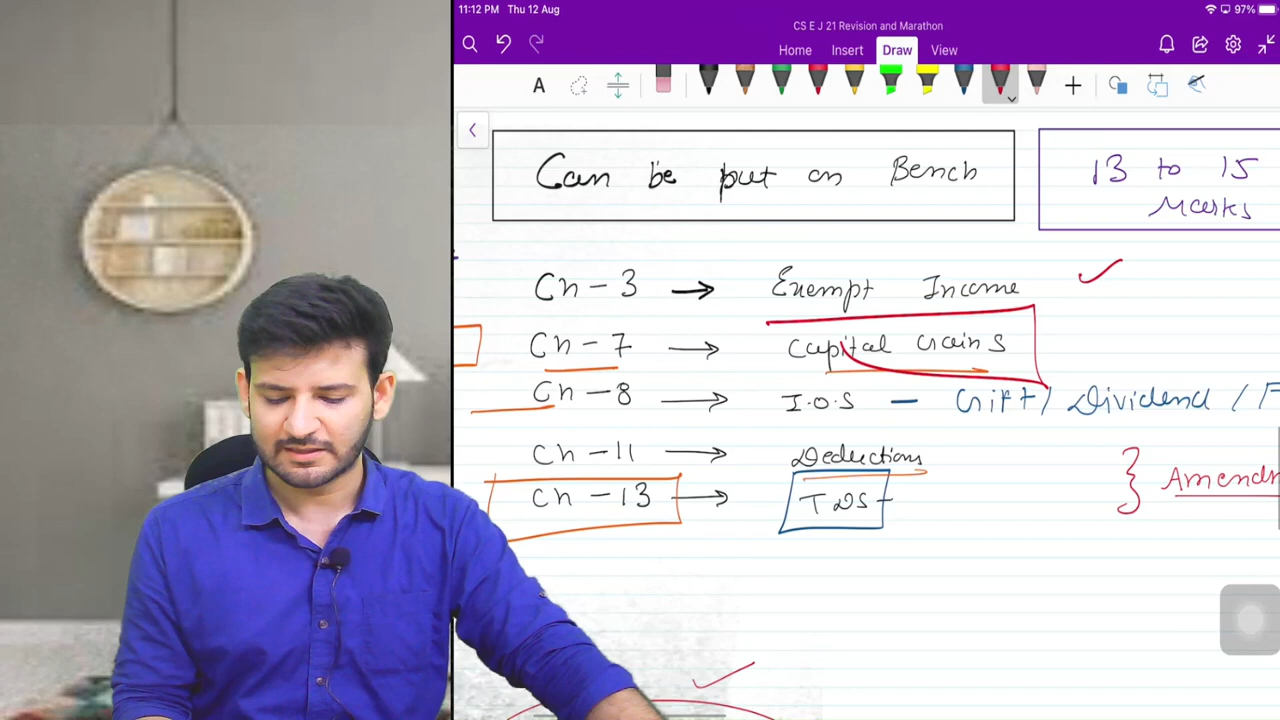 11:12 PM Thu 12 Aug
97%
CS E J 21 Revision and Marathon
Home Insert Draw View
A
Can be put on Bench
13 to 15
Marks
Ch - 3 → Exempt Income
Ch - 7 → Capital Gains
Ch - 8 → I.O.S - Gift / Dividend / F
Ch - 11 → Deductions
Ch - 13 → TDS
Amendm